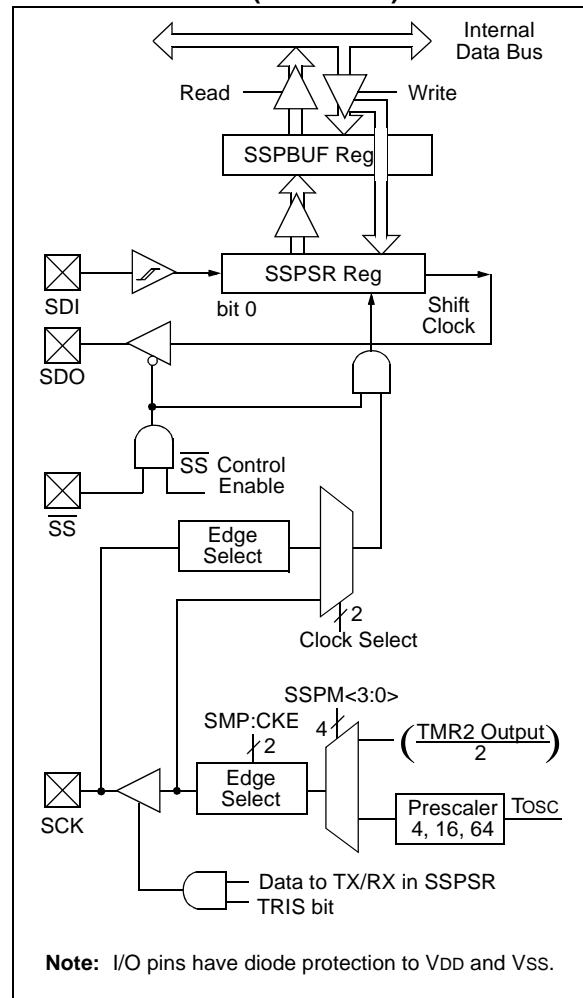 Internal
Data Bus
Read
Write
SSPBUF Reg
SSPSR Reg
SDI
bit 0
Shift
Clock
SDO
SS Control
Enable
SS
Edge
Select
2
Clock Select
SSPM<3:0>
SMP:CKE
4
2
(TMR2 Output
2)
Edge
Select
Prescaler
4, 16, 64
TOSC
SCK
Data to TX/RX in SSPSR
TRIS bit
Note: I/O pins have diode protection to VDD and VSS.